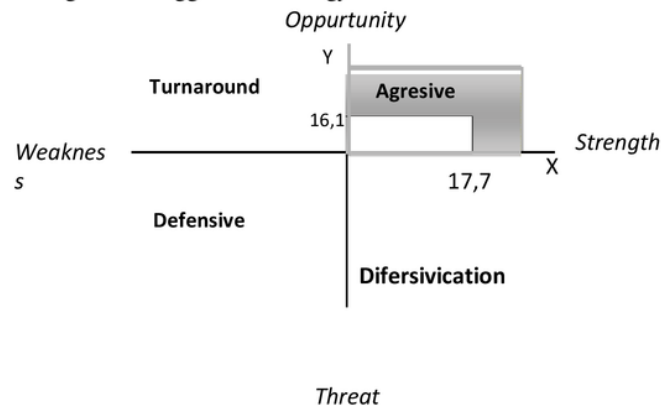 Oppurtunity
Y
Turnaround
Agresive
16,1
Strength
Weaknes
s
X
17,7
Defensive
Difersivication
Threat